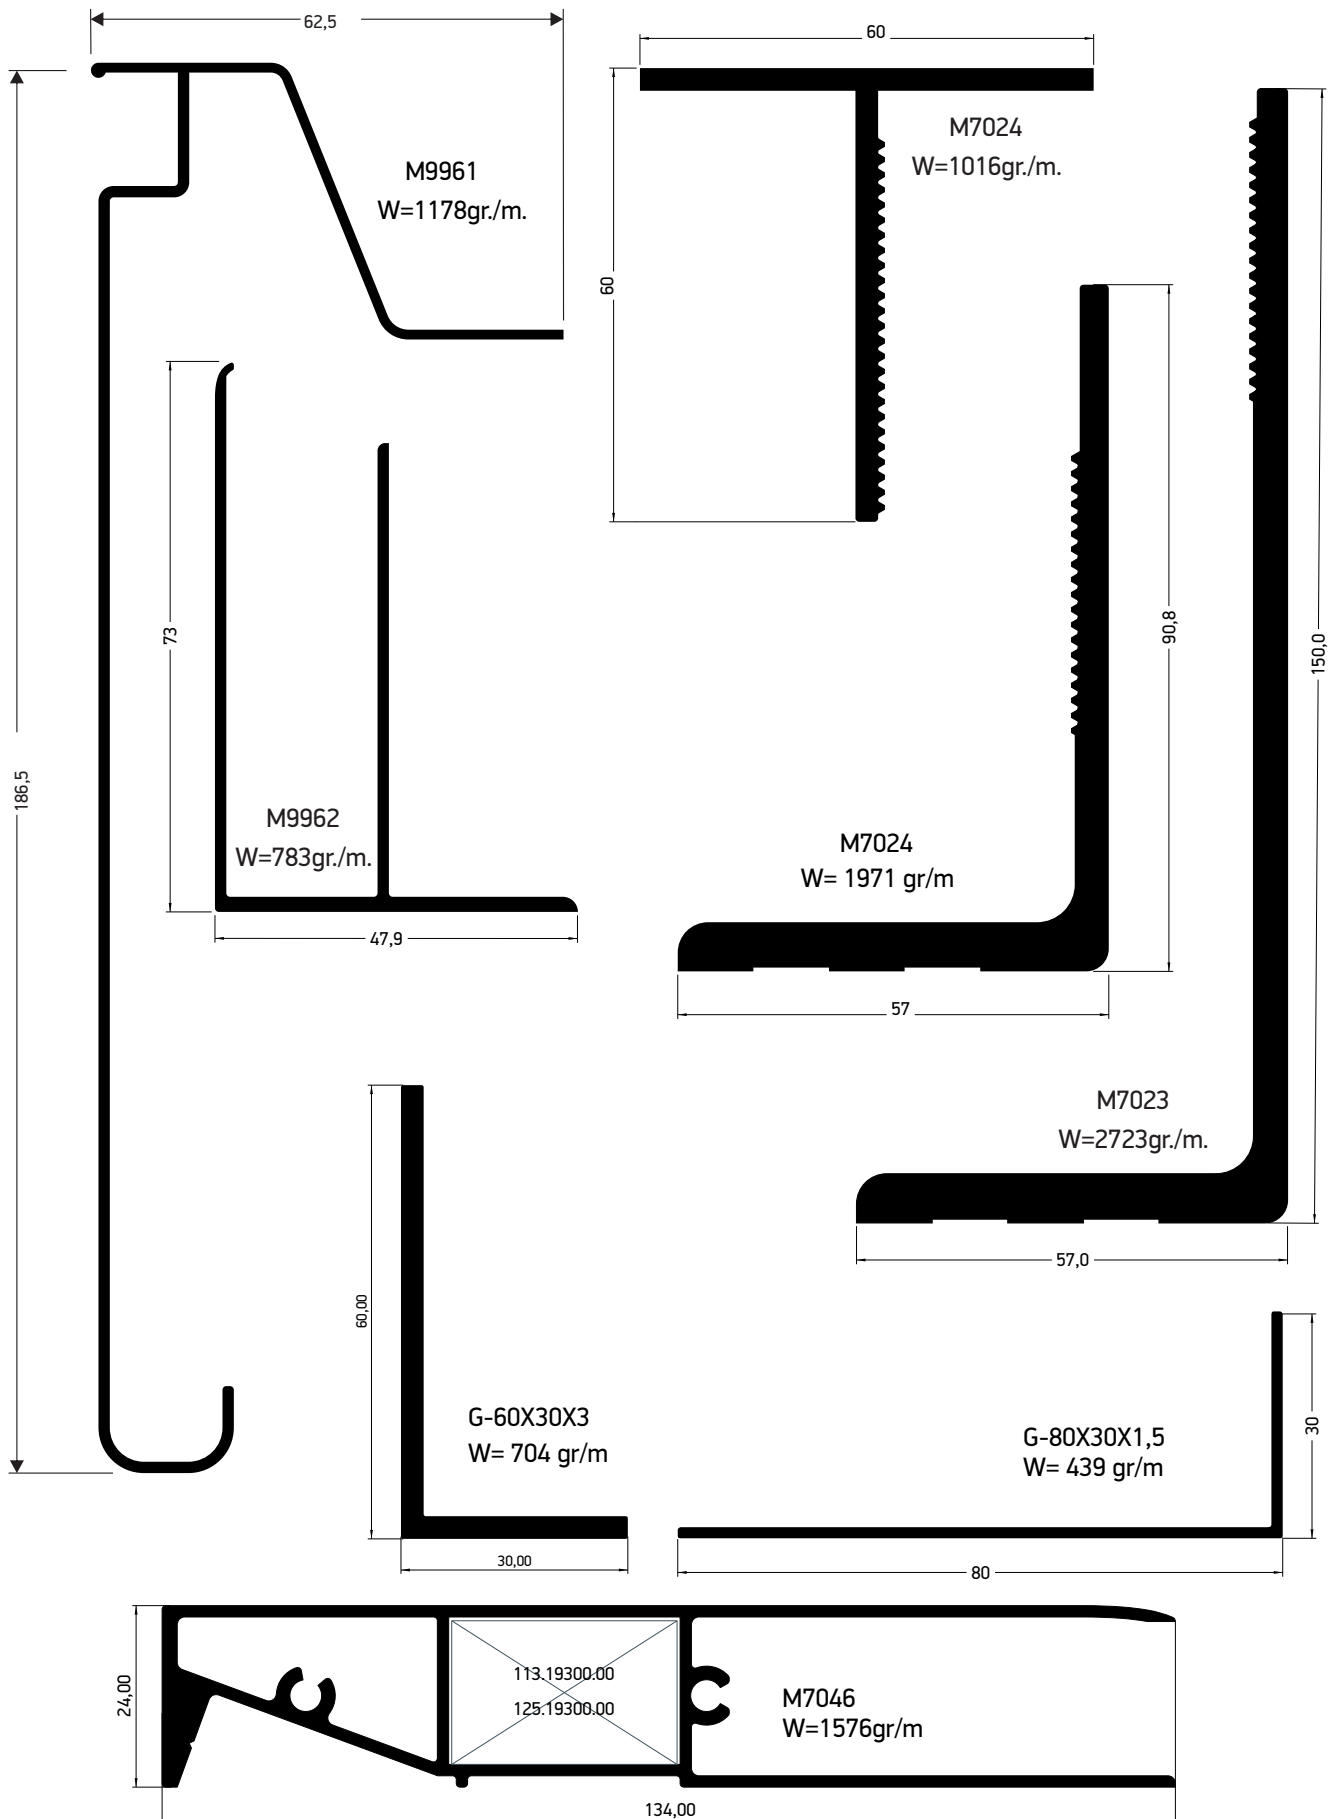 62,5
60
M7024
W=1016gr./m.
M9961
W=1178gr./m.
60
73
90,8
150,0
186,5
M9962
W=783gr./m.
M7024
W= 1971 gr/m
47,9
57
M7023
W=2723gr./m.
57,0
60,00
G-60X30X3
W= 704 gr/m
G-80X30X1,5
W= 439 gr/m
30
30,00
80
24,00
113.19300.00
125.19300.00
M7046
W=1576gr/m
134,00